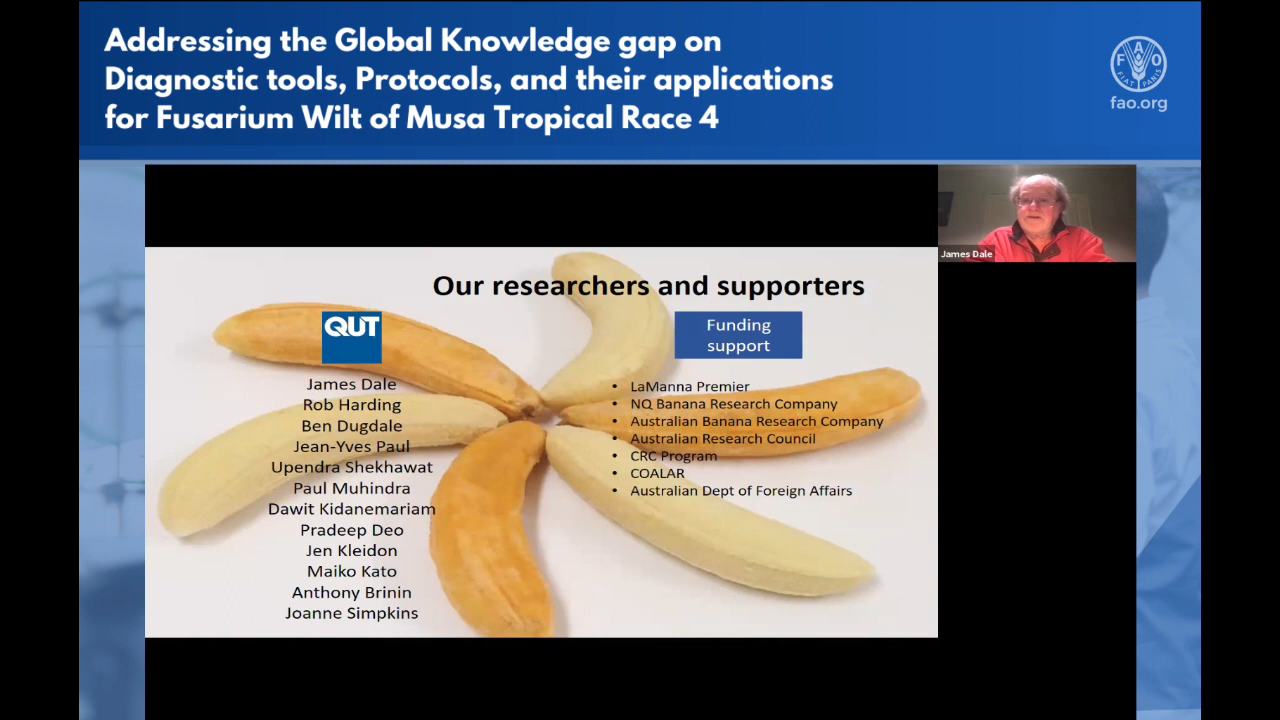 Addressing the Global Knowledge gap on
Diagnostic tools, Protocols, and their applications
for Fusarium Wilt of Musa Tropical Race 4
F A O
FIAT PANIS
fao.org
James Dale
Our researchers and supporters
QUT
James Dale
Rob Harding
Ben Dugdale
Jean-Yves Paul
Upendra Shekhawat
Paul Muhindra
Dawit Kidanemariam
Pradeep Deo
Jen Kleidon
Maiko Kato
Anthony Brinin
Joanne Simpkins
Funding
support
• LaManna Premier
• NQ Banana Research Company
• Australian Banana Research Company
• Australian Research Council
• CRC Program
• COALAR
• Australian Dept of Foreign Affairs